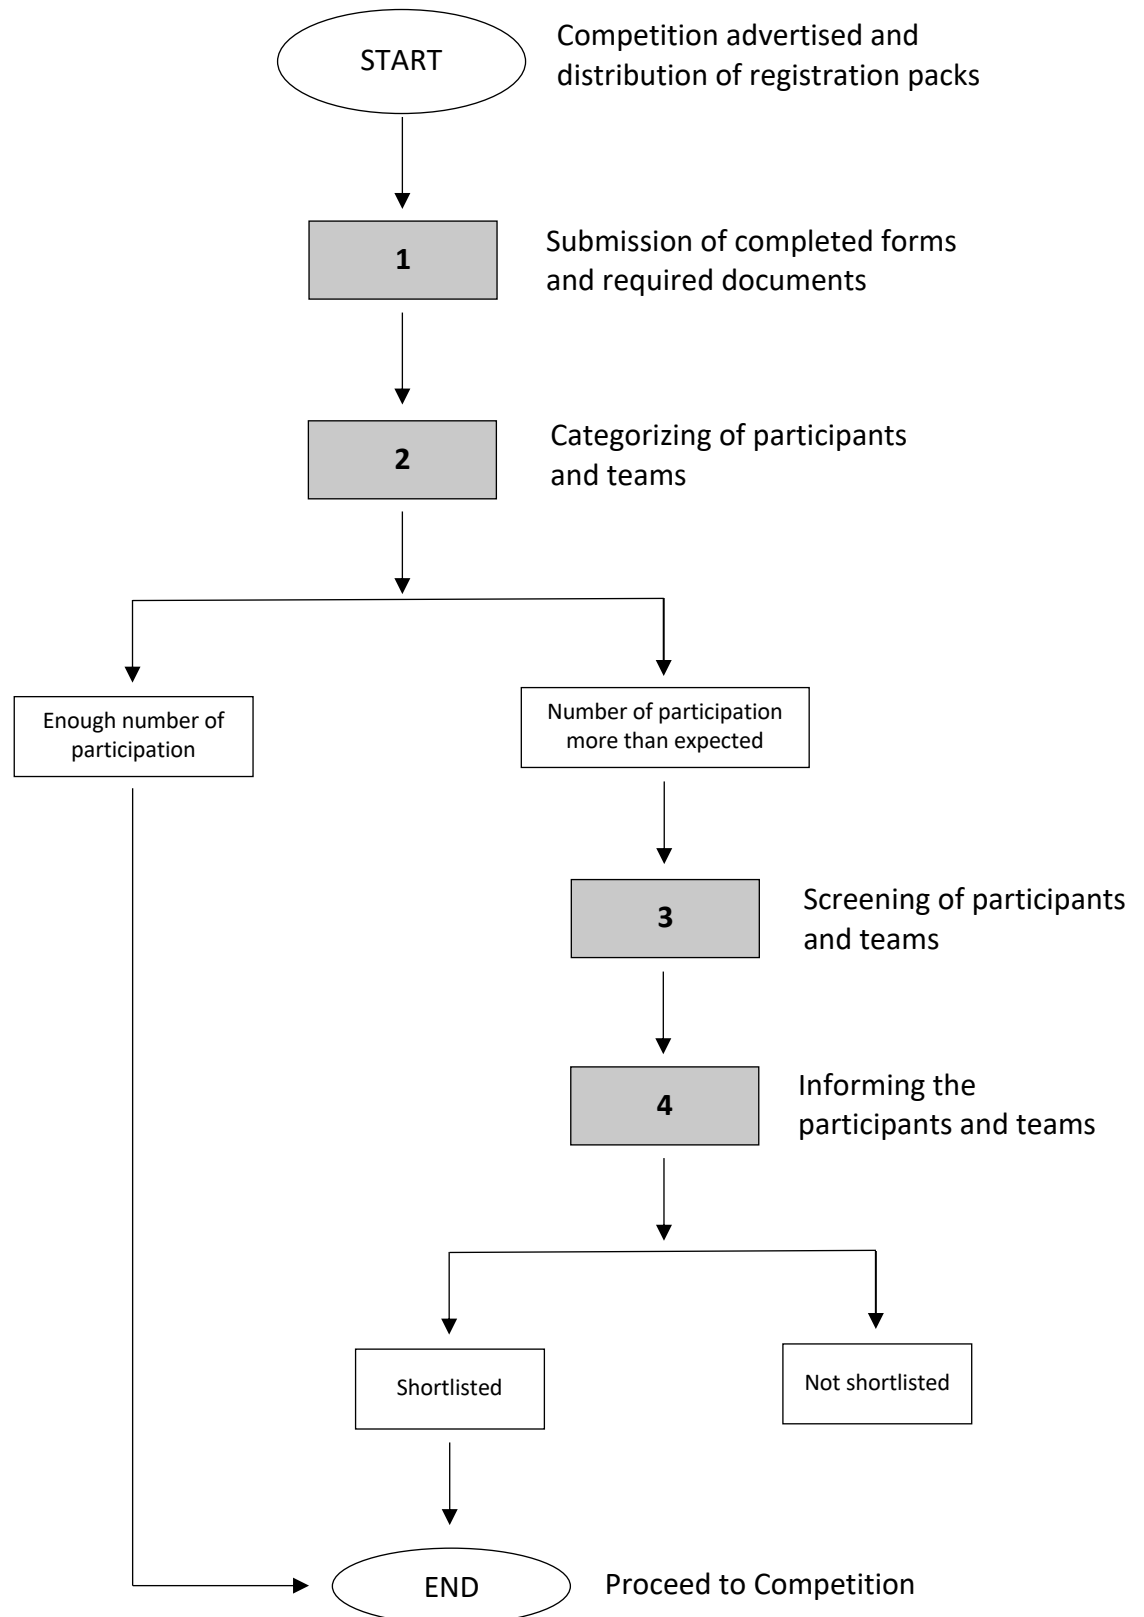 START
Competition advertised and
distribution of registration packs
1
Submission of completed forms
and required documents
2
Categorizing of participants
and teams
Enough number of
participation
Number of participation
more than expected
3
Screening of participants
and teams
4
Informing the
participants and teams
Shortlisted
Not shortlisted
END
Proceed to Competition